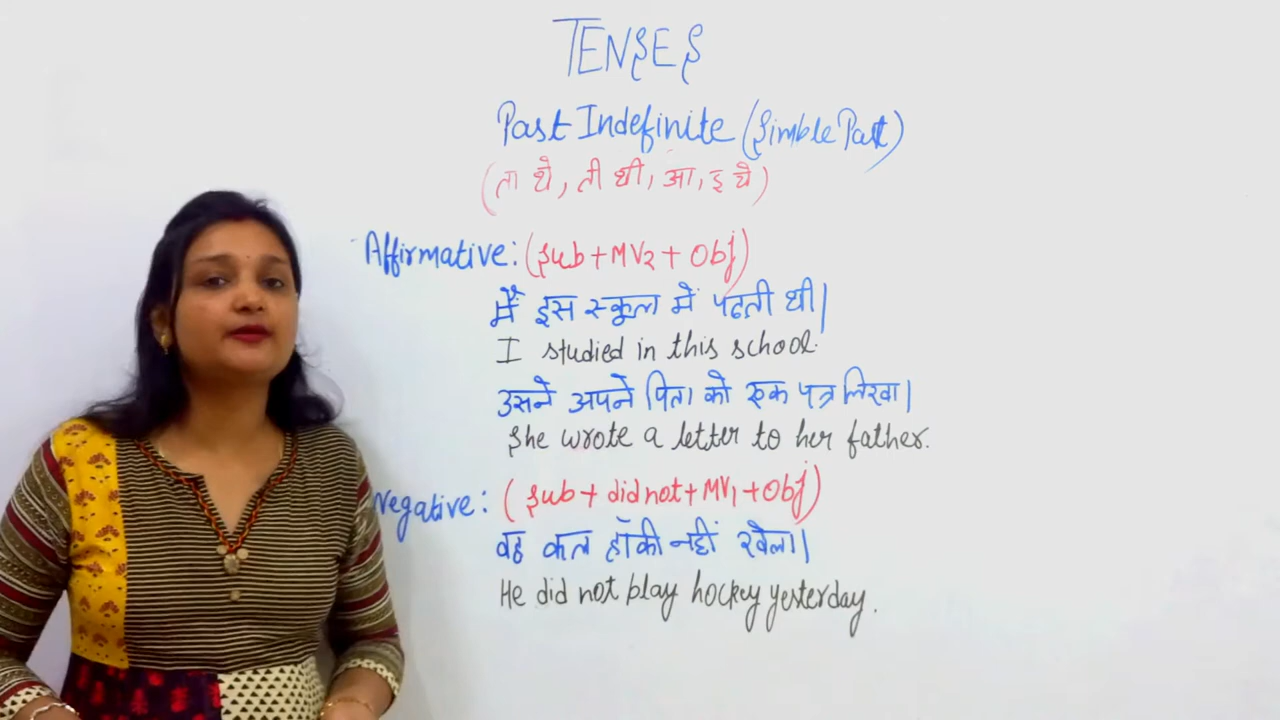 TENSES
Past Indefinite (Simple Past)
(ता थे, ती थी, आ, इ ये)
Affirmative: (Sub + MV2 + Obj)
मैं इस स्कूल में पढती थी।
I studied in this school.
उसने अपने पिता को एक पत्र लिखा।
She wrote a letter to her father.
Negative: (Sub + did not + MV1 + Obj)
वह कल हॉकी नहीं खेला।
He did not play hockey yesterday.